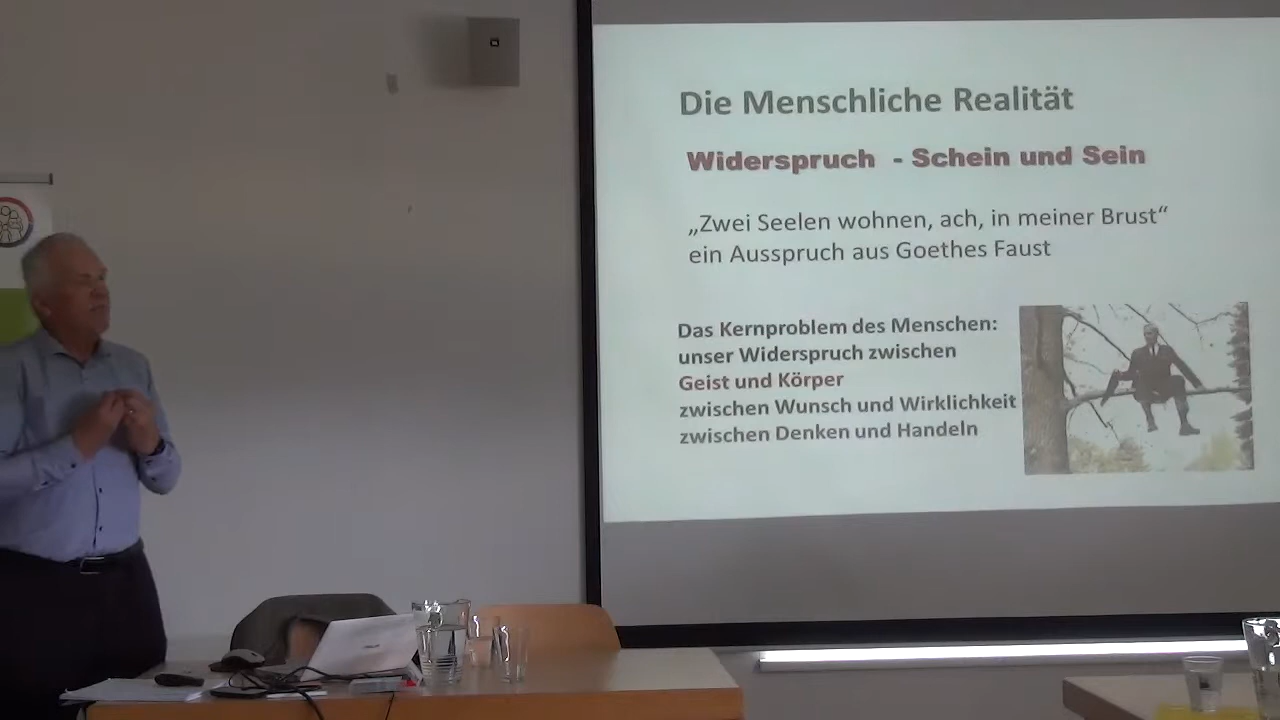 Die Menschliche Realität
Widerspruch - Schein und Sein
„Zwei Seelen wohnen, ach, in meiner Brust“
ein Ausspruch aus Goethes Faust
Das Kernproblem des Menschen:
unser Widerspruch zwischen
Geist und Körper
zwischen Wunsch und Wirklichkeit
zwischen Denken und Handeln